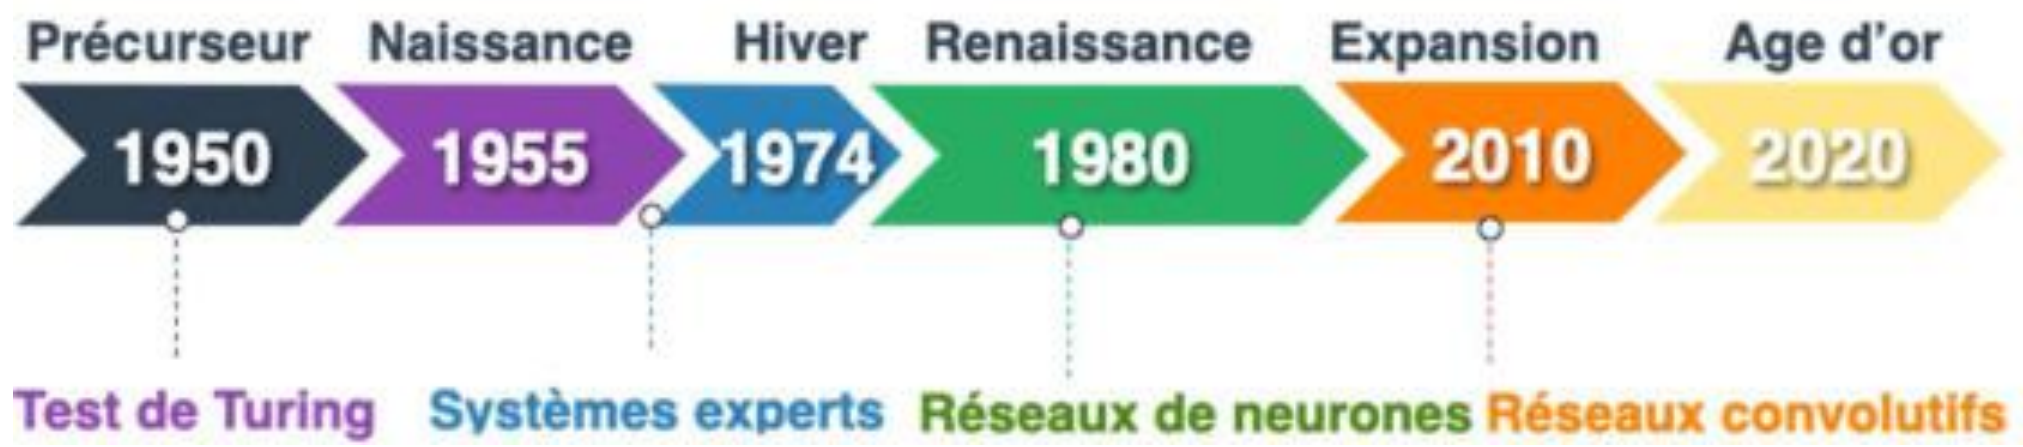 Précurseur Naissance Hiver Renaissance Expansion Age d'or
1950 1955 1974 1980 2010 2020
Test de Turing Systèmes experts Réseaux de neurones Réseaux convolutifs